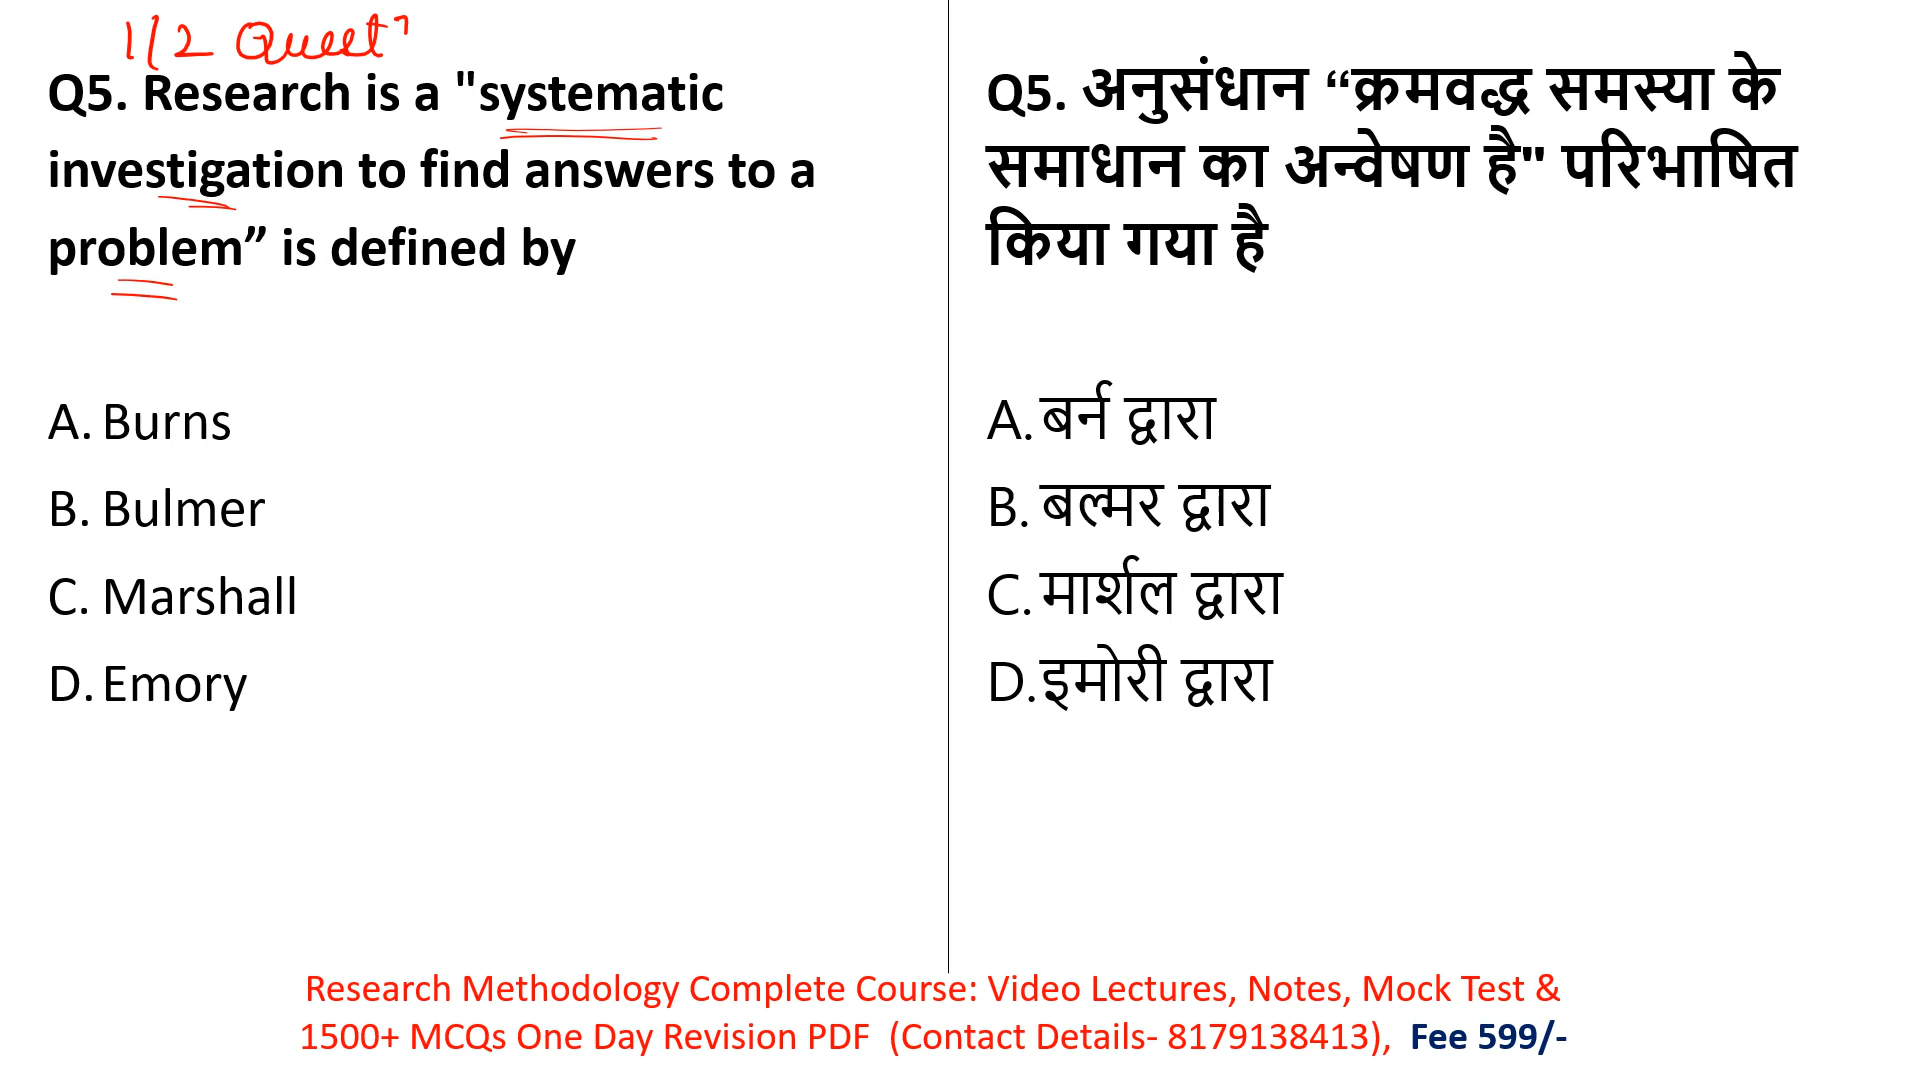 1/2 Quest
Q5. Research is a "systematic
investigation to find answers to a
problem” is defined by
A. Burns
B. Bulmer
C. Marshall
D. Emory
Q5. अनुसंधान “क्रमवद्ध समस्या के
समाधान का अन्वेषण है" परिभाषित
किया गया है
A. बर्न द्वारा
B. बल्मर द्वारा
C. मार्शल द्वारा
D. इमोरी द्वारा
Research Methodology Complete Course: Video Lectures, Notes, Mock Test &
1500+ MCQs One Day Revision PDF (Contact Details- 8179138413), Fee 599/-